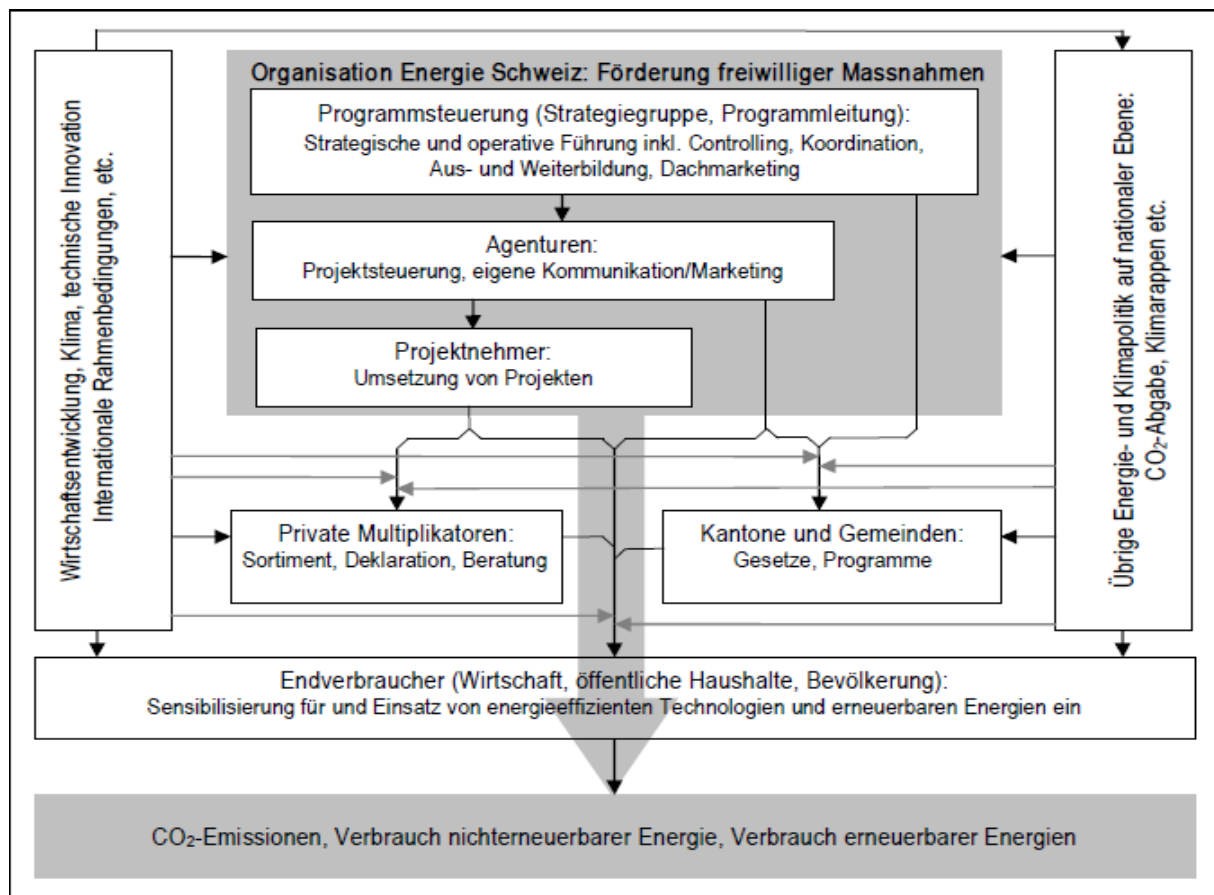 Wirtschaftsentwicklung, Klima, technische Innovation
Internationale Rahmenbedingungen, etc.
Organisation Energie Schweiz: Förderung freiwilliger Massnahmen
Programmsteuerung (Strategiegruppe, Programmleitung):
Strategische und operative Führung inkl. Controlling, Koordination,
Aus- und Weiterbildung, Dachmarketing
Agenturen:
Projektsteuerung, eigene Kommunikation/Marketing
Projektnehmer:
Umsetzung von Projekten
Übrige Energie- und Klimapolitik auf nationaler Ebene:
CO₂-Abgabe, Klimarappen etc.
Private Multiplikatoren:
Sortiment, Deklaration, Beratung
Kantone und Gemeinden:
Gesetze, Programme
Endverbraucher (Wirtschaft, öffentliche Haushalte, Bevölkerung):
Sensibilisierung für und Einsatz von energieeffizienten Technologien und erneuerbaren Energien ein
CO₂-Emissionen, Verbrauch nichterneuerbarer Energie, Verbrauch erneuerbarer Energien